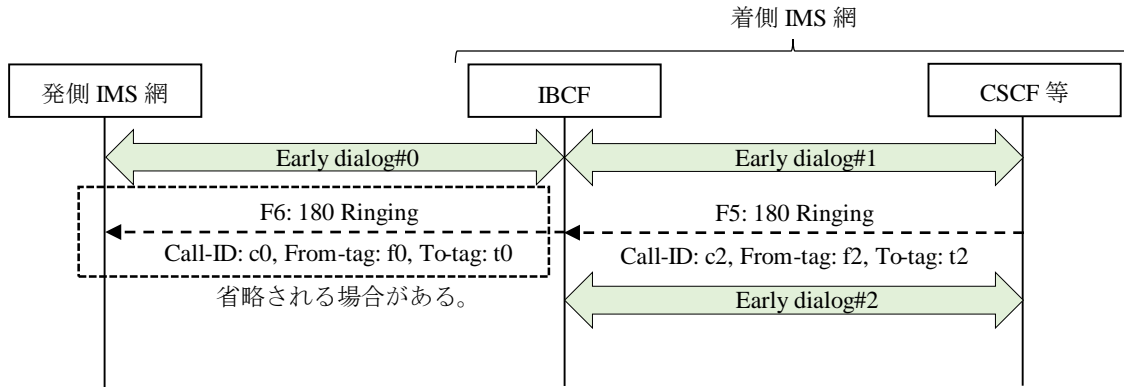 着側 IMS 網
発側 IMS 網
IBCF
CSCF 等
Early dialog#0
Early dialog#1
F6: 180 Ringing
F5: 180 Ringing
Call-ID: c0, From-tag: f0, To-tag: t0
Call-ID: c2, From-tag: f2, To-tag: t2
省略される場合がある。
Early dialog#2